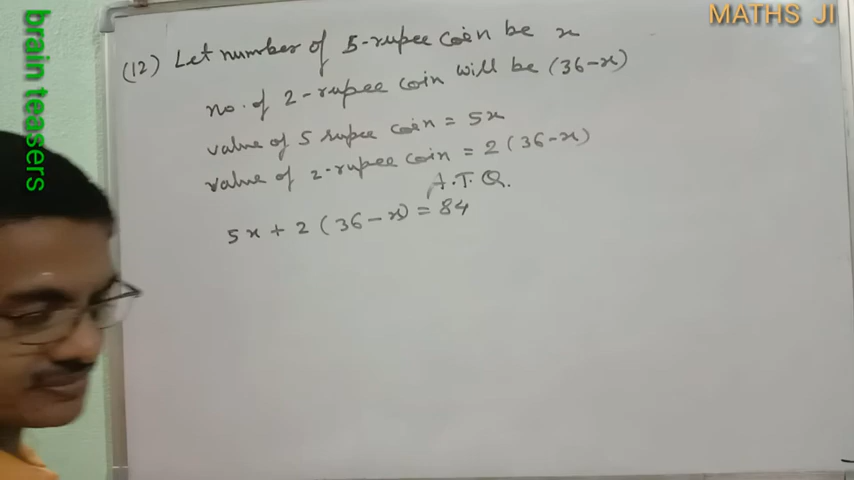 MATHS JI
brain teasers
(12) Let number of 5-rupee coin be x
no. of 2-rupee coin will be (36-x)
value of 5 rupee coin = 5x
value of 2-rupee coin = 2(36-x)
A.T.Q.
5x + 2(36-x) = 84